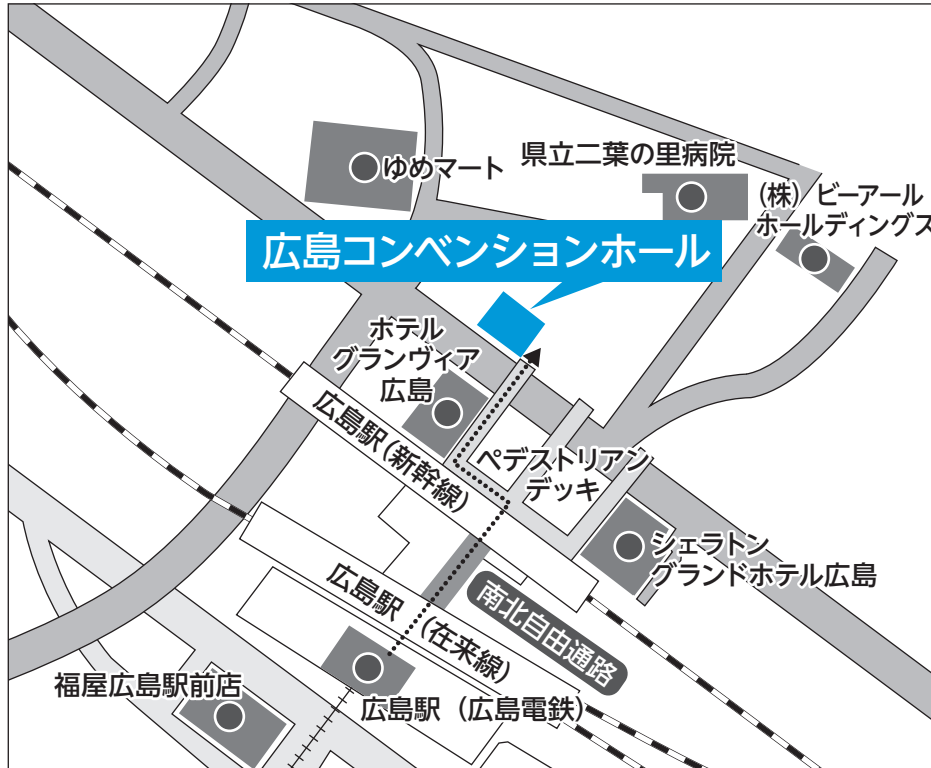 県立二葉の里病院
ゆめマート
(株) ビーアール
ホールディングス
広島コンベンションホール
ホテル
グランヴィア
広島
広島駅(新幹線)
ペデストリアン
デッキ
シェラトン
グランドホテル広島
広島駅 (在来線)
南北自由通路
福屋広島駅前店
広島駅 (広島電鉄)